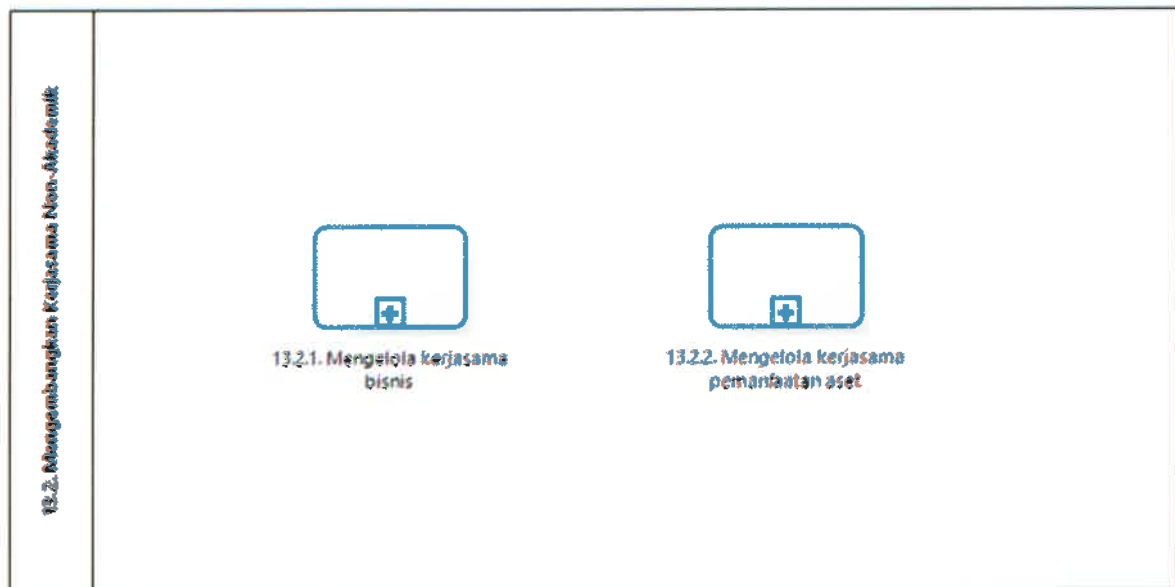 13.2. Mengembangkan Kerjasama Non-Akademik
13.2.1. Mengelola kerjasama
bisnis
13.2.2. Mengelola kerjasama
pemanfaatan aset